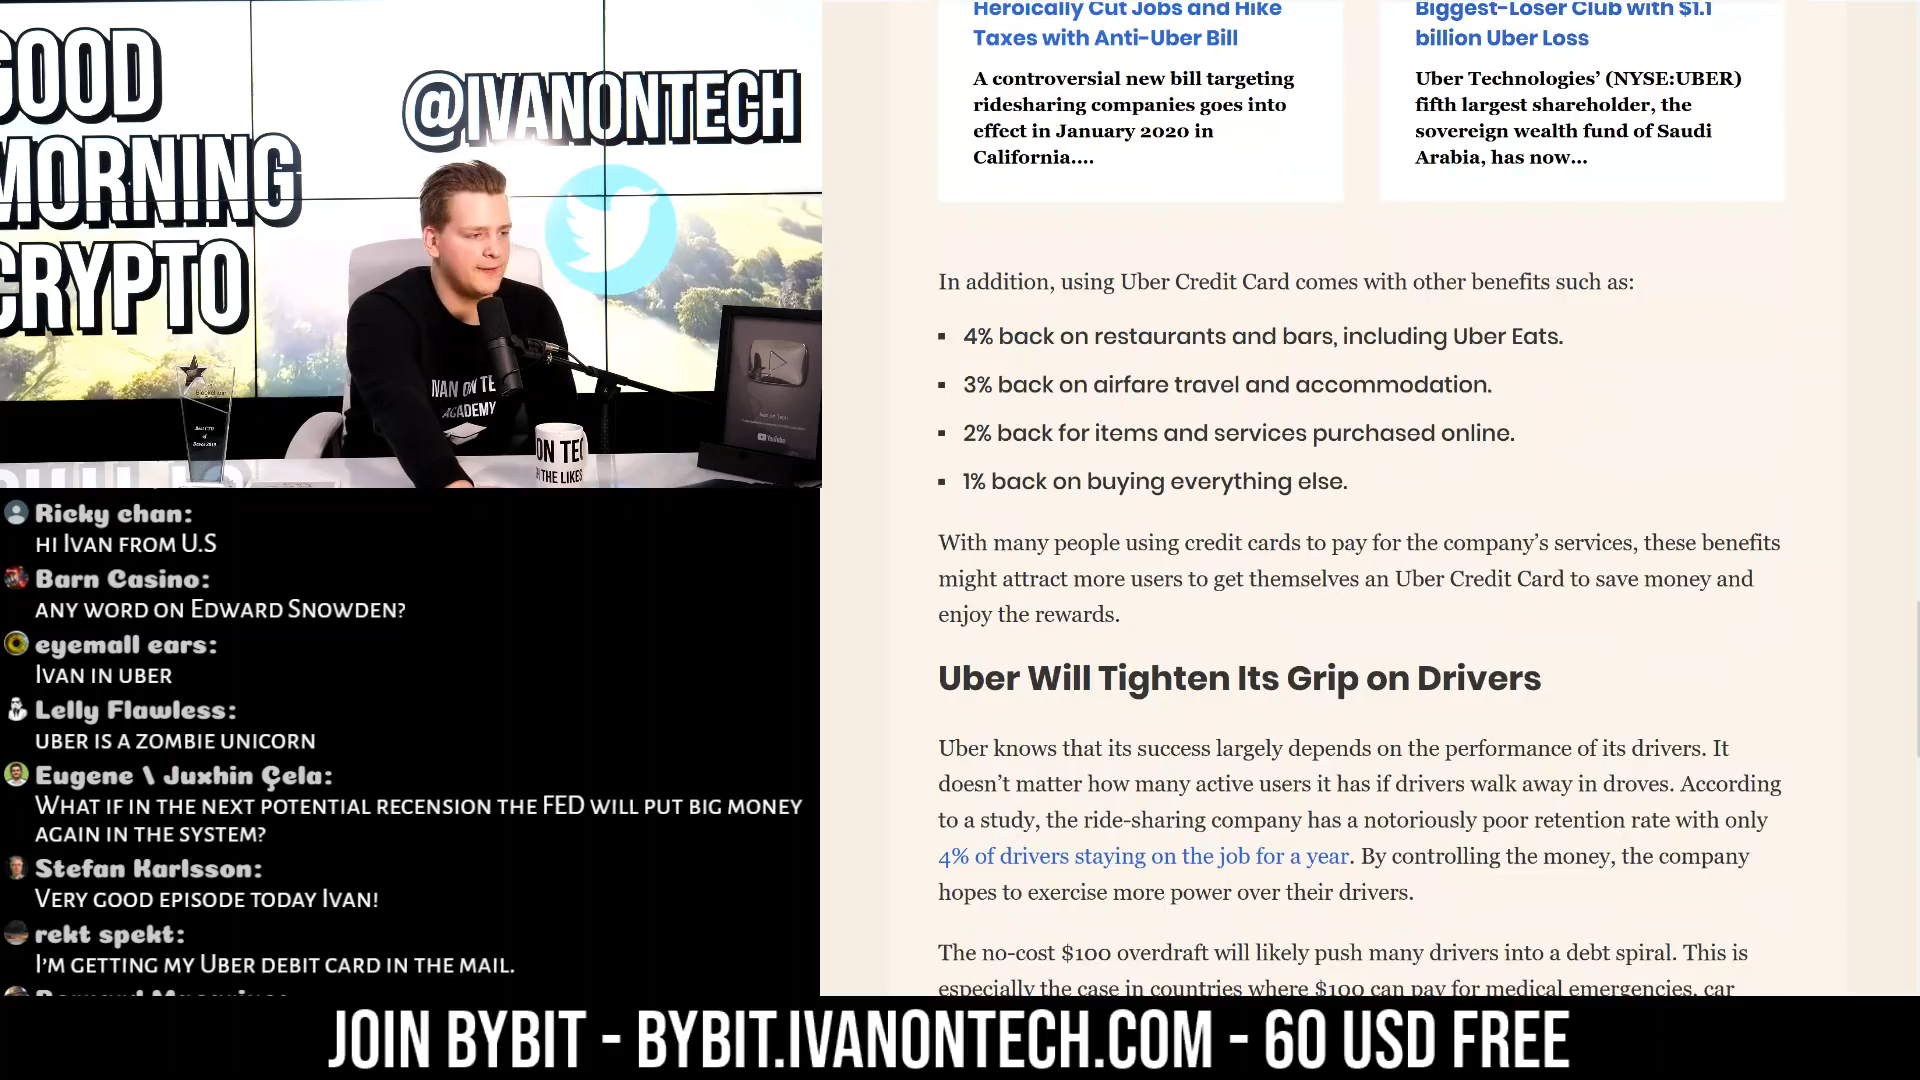 GOOD
MORNING
CRYPTO
@IVANONTECH
IVAN ON TE
ACADEMY
ON TEC
THE LIKES
YouTube
Ricky chan:
HI IVAN FROM U.S
Barn Casino:
ANY WORD ON EDWARD SNOWDEN?
eyemall ears:
IVAN IN UBER
Lelly Flawless:
UBER IS A ZOMBIE UNICORN
Eugene \ Juxhin Çela:
WHAT IF IN THE NEXT POTENTIAL RECENSION THE FED WILL PUT BIG MONEY
AGAIN IN THE SYSTEM?
Stefan Karlsson:
VERY GOOD EPISODE TODAY IVAN!
rekt spekt:
I'M GETTING MY UBER DEBIT CARD IN THE MAIL.
Heroically Cut Jobs and Hike
Taxes with Anti-Uber Bill
A controversial new bill targeting
ridesharing companies goes into
effect in January 2020 in
California....
Biggest-Loser Club with $1.1
billion Uber Loss
Uber Technologies' (NYSE:UBER)
fifth largest shareholder, the
sovereign wealth fund of Saudi
Arabia, has now...
In addition, using Uber Credit Card comes with other benefits such as:
▪ 4% back on restaurants and bars, including Uber Eats.
▪ 3% back on airfare travel and accommodation.
▪ 2% back for items and services purchased online.
▪ 1% back on buying everything else.
With many people using credit cards to pay for the company's services, these benefits
might attract more users to get themselves an Uber Credit Card to save money and
enjoy the rewards.
Uber Will Tighten Its Grip on Drivers
Uber knows that its success largely depends on the performance of its drivers. It
doesn't matter how many active users it has if drivers walk away in droves. According
to a study, the ride-sharing company has a notoriously poor retention rate with only
4% of drivers staying on the job for a year. By controlling the money, the company
hopes to exercise more power over their drivers.
The no-cost $100 overdraft will likely push many drivers into a debt spiral. This is
especially the case in countries where $100 can pay for medical emergencies, car
JOIN BYBIT - BYBIT.IVANONTECH.COM - 60 USD FREE